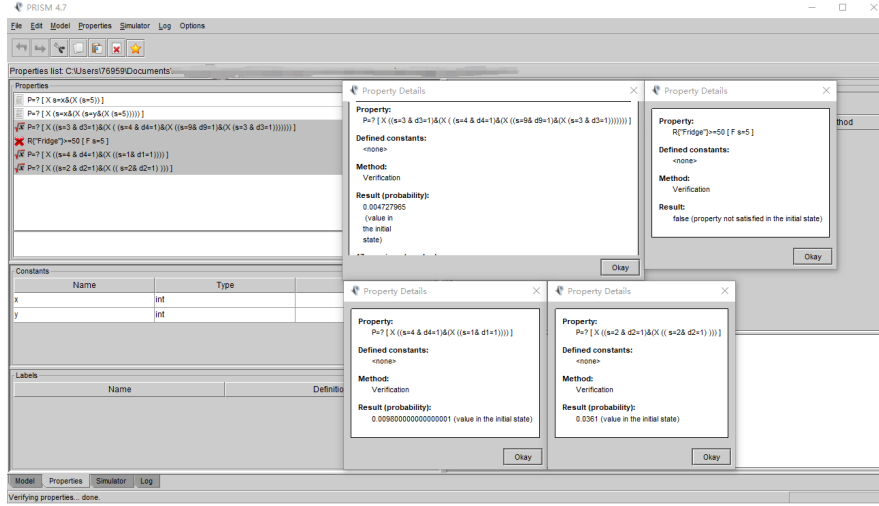 PRISM 4.7
File Edit Model Properties Simulator Log Options
Properties list: C:\Users\76959\Documents\
Properties
P=? [ X s=x&(X (s=5)) ]
P=? [ X (s=x&(X (s=y&(X (s=5))))) ]
P=? [ X ((s=3 & d3=1)&(X ( (s=4 & d4=1)&(X ((s=9& d9=1)&(X (s=3 & d3=1))))))) ]
R{"Fridge"}>=50 [ F s=5 ]
P=? [ X ((s=4 & d4=1)&(X ((s=1& d1=1)))) ]
P=? [ X ((s=2 & d2=1)&(X (( s=2& d2=1) ))) ]
Constants
Name Type
x int
y int
Labels
Name Definitio
Property Details
Property:
P=? [ X ((s=3 & d3=1)&(X ( (s=4 & d4=1)&(X ((s=9& d9=1)&(X (s=3 & d3=1))))))) ]
Defined constants:
<none>
Method:
Verification
Result (probability):
0.004727965
(value in
the initial
state)
Okay
Property Details
Property:
R{"Fridge"}>=50 [ F s=5 ]
Defined constants:
<none>
Method:
Verification
Result:
false (property not satisfied in the initial state)
Okay
thod
Property Details
Property:
P=? [ X ((s=4 & d4=1)&(X ((s=1& d1=1)))) ]
Defined constants:
<none>
Method:
Verification
Result (probability):
0.009800000000000001 (value in the initial state)
Okay
Property Details
Property:
P=? [ X ((s=2 & d2=1)&(X (( s=2& d2=1) ))) ]
Defined constants:
<none>
Method:
Verification
Result (probability):
0.0361 (value in the initial state)
Okay
Model Properties Simulator Log
Verifying properties... done.